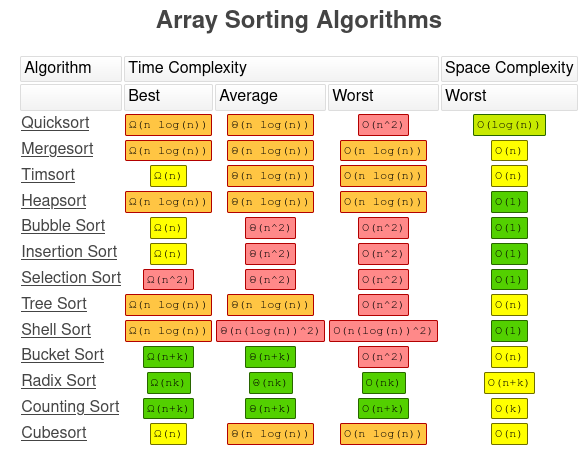 Array Sorting Algorithms
Algorithm Time Complexity Space Complexity
Best Average Worst Worst
Quicksort Ω(n log(n)) Θ(n log(n)) O(n^2) O(log(n))
Mergesort Ω(n log(n)) Θ(n log(n)) O(n log(n)) O(n)
Timsort Ω(n) Θ(n log(n)) O(n log(n)) O(n)
Heapsort Ω(n log(n)) Θ(n log(n)) O(n log(n)) O(1)
Bubble Sort Ω(n) Θ(n^2) O(n^2) O(1)
Insertion Sort Ω(n) Θ(n^2) O(n^2) O(1)
Selection Sort Ω(n^2) Θ(n^2) O(n^2) O(1)
Tree Sort Ω(n log(n)) Θ(n log(n)) O(n^2) O(n)
Shell Sort Ω(n log(n)) Θ(n(log(n))^2) O(n(log(n))^2) O(1)
Bucket Sort Ω(n+k) Θ(n+k) O(n^2) O(n)
Radix Sort Ω(nk) Θ(nk) O(nk) O(n+k)
Counting Sort Ω(n+k) Θ(n+k) O(n+k) O(k)
Cubesort Ω(n) Θ(n log(n)) O(n log(n)) O(n)